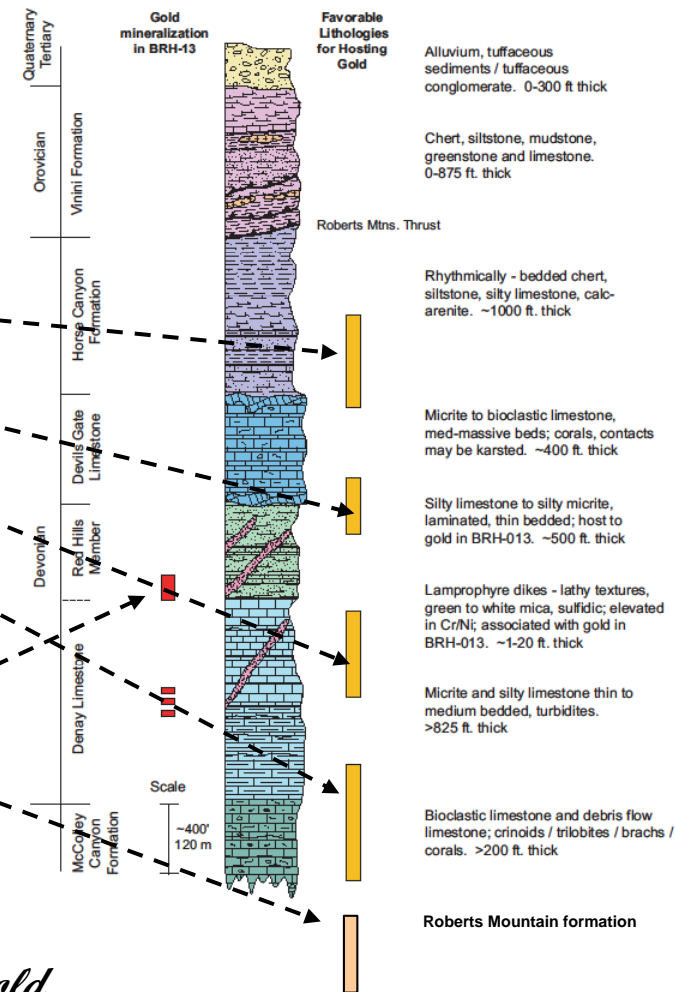 Gold
mineralization
in BRH-13
Favorable
Lithologies
for Hosting
Gold
Quaternary
Tertiary
Alluvium, tuffaceous
sediments / tuffaceous
conglomerate. 0-300 ft thick
Orovician
Vinini Formation
Chert, siltstone, mudstone,
greenstone and limestone.
0-875 ft. thick
Roberts Mtns. Thrust
Horse Canyon
Formation
Rhythmically - bedded chert,
siltstone, silty limestone, calc-
arenite. ~1000 ft. thick
Devils Gate
Limestone
Micrite to bioclastic limestone,
med-massive beds; corals, contacts
may be karsted. ~400 ft. thick
Devonian
Red Hills
Member
Silty limestone to silty micrite,
laminated, thin bedded; host to
gold in BRH-013. ~500 ft. thick
Lamprophyre dikes - lathy textures,
green to white mica, sulfidic; elevated
in Cr/Ni; associated with gold in
BRH-013. ~1-20 ft. thick
Denay Limestone
Micrite and silty limestone thin to
medium bedded, turbidites.
>825 ft. thick
Scale
~400'
120 m
McColley
Canyon
Formation
Bioclastic limestone and debris flow
limestone; crinoids / trilobites / brachs /
corals. >200 ft. thick
Roberts Mountain formation